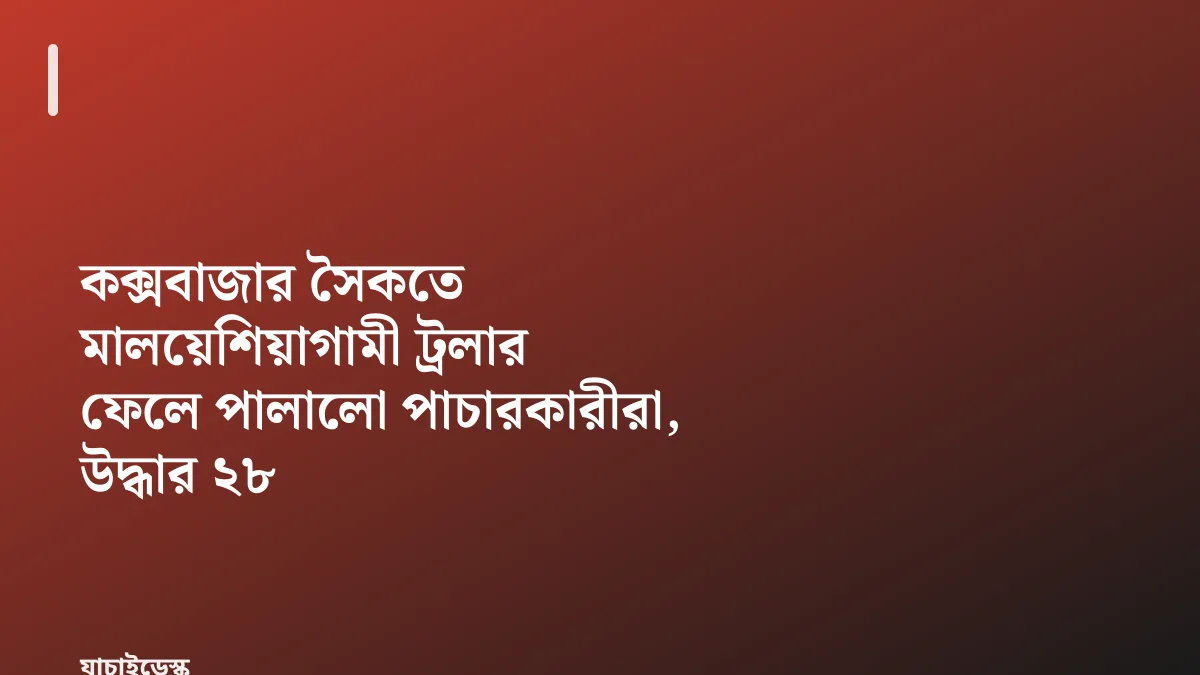 কক্সবাজার সৈকতে
মালয়েশিয়াগামী ট্রলার
ফেলে পালালো পাচারকারীরা,
উদ্ধার ২৮
যাচাইডেস্ক